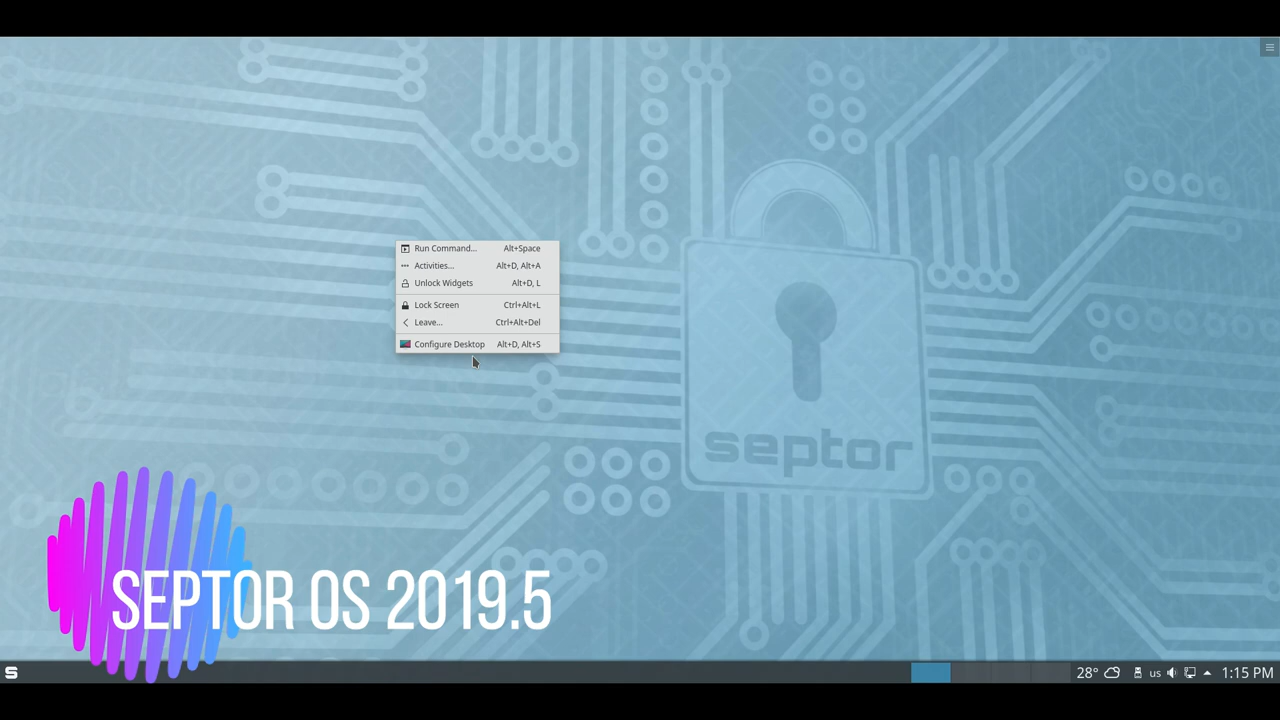 Run Command... Alt+Space
Activities... Alt+D, Alt+A
Unlock Widgets Alt+D, L
Lock Screen Ctrl+Alt+L
Leave... Ctrl+Alt+Del
Configure Desktop Alt+D, Alt+S
septor
SEPTOR OS 2019.5
S 28° us 1:15 PM